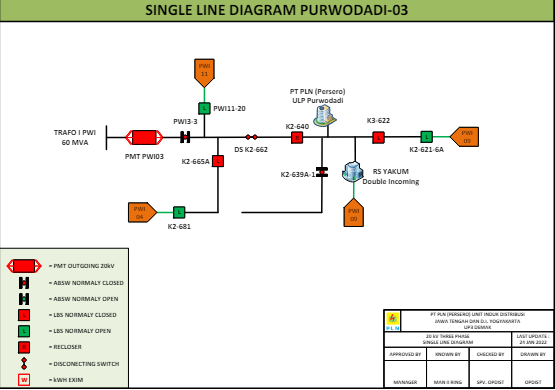 SINGLE LINE DIAGRAM PURWODADI-03
PWI
11
PWI11-20
PT PLN (Persero)
ULP Purwodadi
TRAFO I PWI
60 MVA
PMT PWI03
PWI3-3
DS K2-662
K2-640
K3-622
K2-621-6A
K2-665A
L
K2-639A-1
RS YAKUM
Double Incoming
PWI
04
L
K2-681
PWI
00
= PMT OUTGOING 20kV
= ABSW NORMALY CLOSED
= ABSW NORMALY OPEN
L = LBS NORMALY CLOSED
L = LBS NORMALY OPEN
R = RECLOSER
= DISCONECTING SWITCH
W = kWH EXIM
PLN
PT PLN (PERSERO) UNIT INDUK DISTRIBUSI
JAWA TENGAH DAN D.I. YOGYAKARTA
UP3 DEMAK
20 kV THREE PHASE
SINGLE LINE DIAGRAM
LAST UPDATE :
24 JAN 2022
APPROVED BY KNOWN BY CHECKED BY DRAWN BY
MANAGER MAN II RING SPV. OPDIST OPDIST